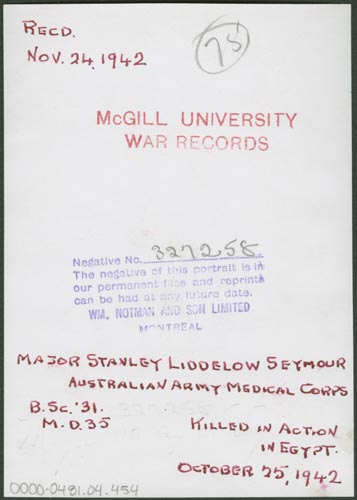 RECD.
NOV. 24, 1942
75
McGILL UNIVERSITY
WAR RECORDS
Negative No. 327258
The negative of this portrait is in
our permanent files and reprints
can be had at any future date.
WM. NOTMAN AND SON LIMITED
MONTREAL
MAJOR STANLEY LIDDELOW SEYMOUR
AUSTRALIAN ARMY MEDICAL CORPS
B.Sc. '31.
M.D. 35
KILLED IN ACTION
IN EGYPT.
OCTOBER 25, 1942
0000-0481.04.454